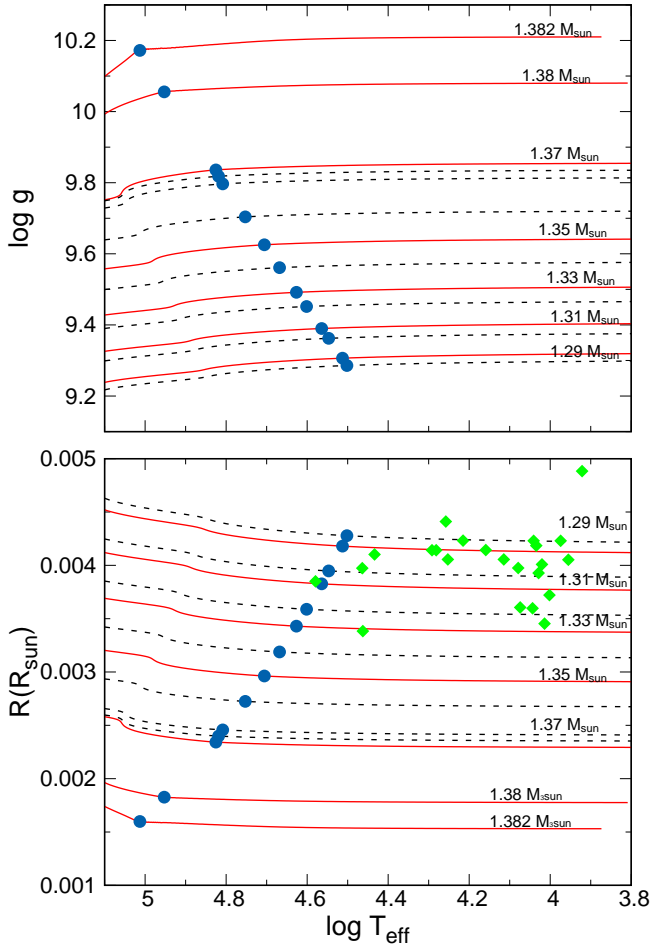 10.2
10
9.8
9.6
9.4
9.2
log g
1.382 Msun
1.38 Msun
1.37 Msun
1.35 Msun
1.33 Msun
1.31 Msun
1.29 Msun
0.005
0.004
0.003
0.002
0.001
R(Rsun)
1.29 Msun
1.31 Msun
1.33 Msun
1.35 Msun
1.37 Msun
1.38 M3sun
1.382 M3sun
5 4.8 4.6 4.4 4.2 4 3.8
log Teff